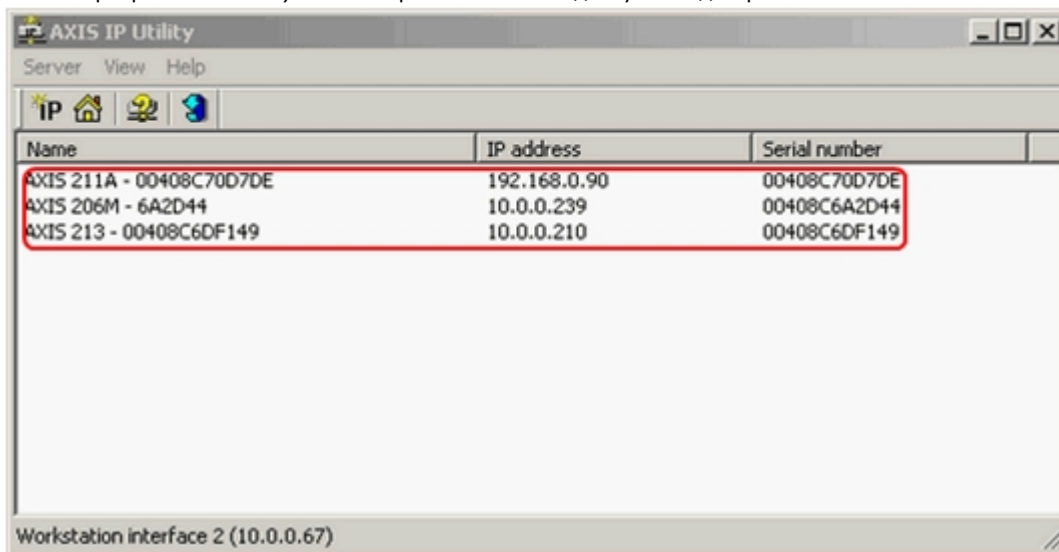 AXIS IP Utility
Server View Help
IP
Name IP address Serial number
AXIS 211A - 00408C70D7DE 192.168.0.90 00408C70D7DE
AXIS 206M - 6A2D44 10.0.0.239 00408C6A2D44
AXIS 213 - 00408C6DF149 10.0.0.210 00408C6DF149
Workstation interface 2 (10.0.0.67)